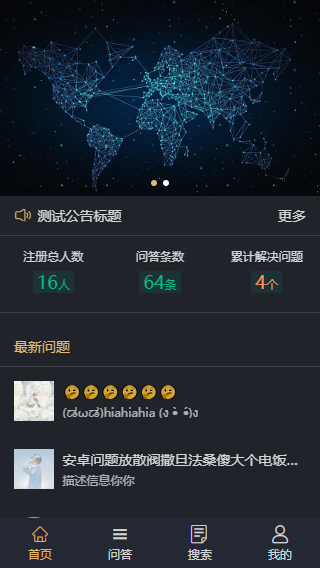 测试公告标题 更多
注册总人数 问答条数 累计解决问题
16人 64条 4个
最新问题
🤔🤔🤔🤔🤔🤔
hiahiahia
安卓问题放散阀撒旦法桑傻大个电饭...
描述信息你你
首页 问答 搜索 我的